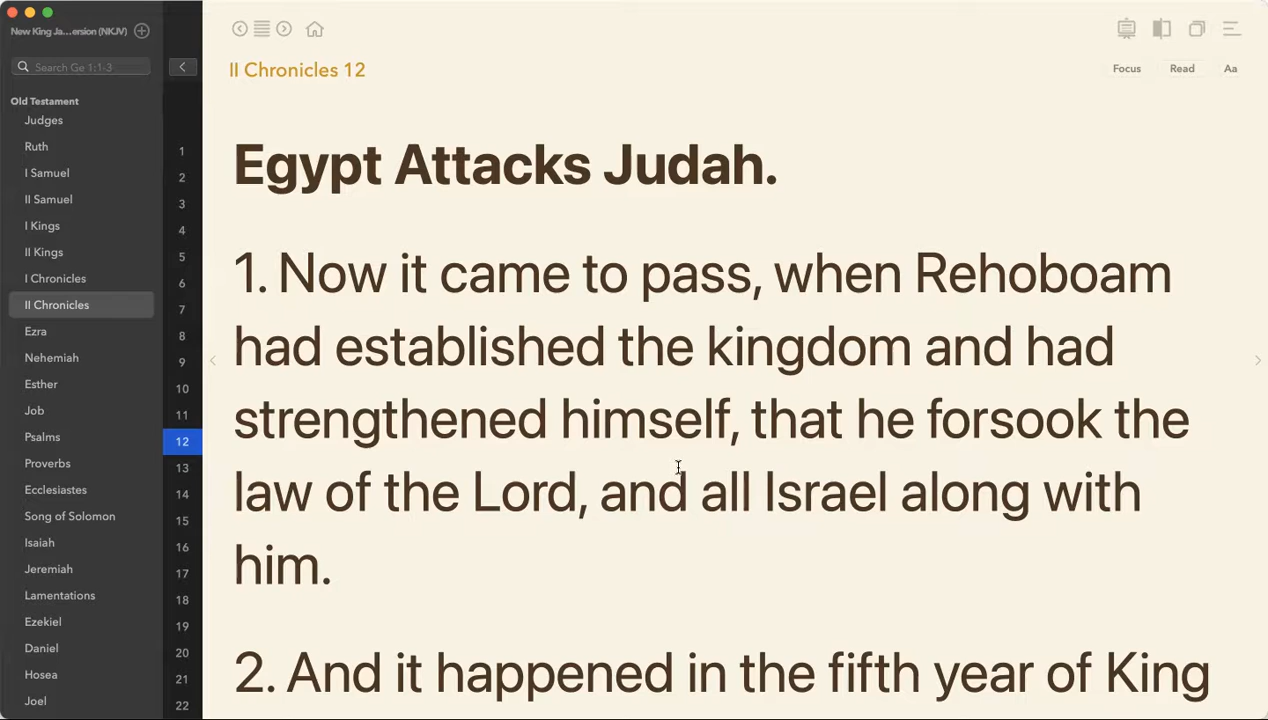 New King Ja...ersion (NKJV)
Search Ge 1:1-3
Old Testament
Judges
Ruth
I Samuel
II Samuel
I Kings
II Kings
I Chronicles
II Chronicles
Ezra
Nehemiah
Esther
Job
Psalms
Proverbs
Ecclesiastes
Song of Solomon
Isaiah
Jeremiah
Lamentations
Ezekiel
Daniel
Hosea
Joel
1
2
3
4
5
6
7
8
9
10
11
12
13
14
15
16
17
18
19
20
21
22
II Chronicles 12
Focus Read Aa
Egypt Attacks Judah.
1. Now it came to pass, when Rehoboam
had established the kingdom and had
strengthened himself, that he forsook the
law of the Lord, and all Israel along with
him.
2. And it happened in the fifth year of King